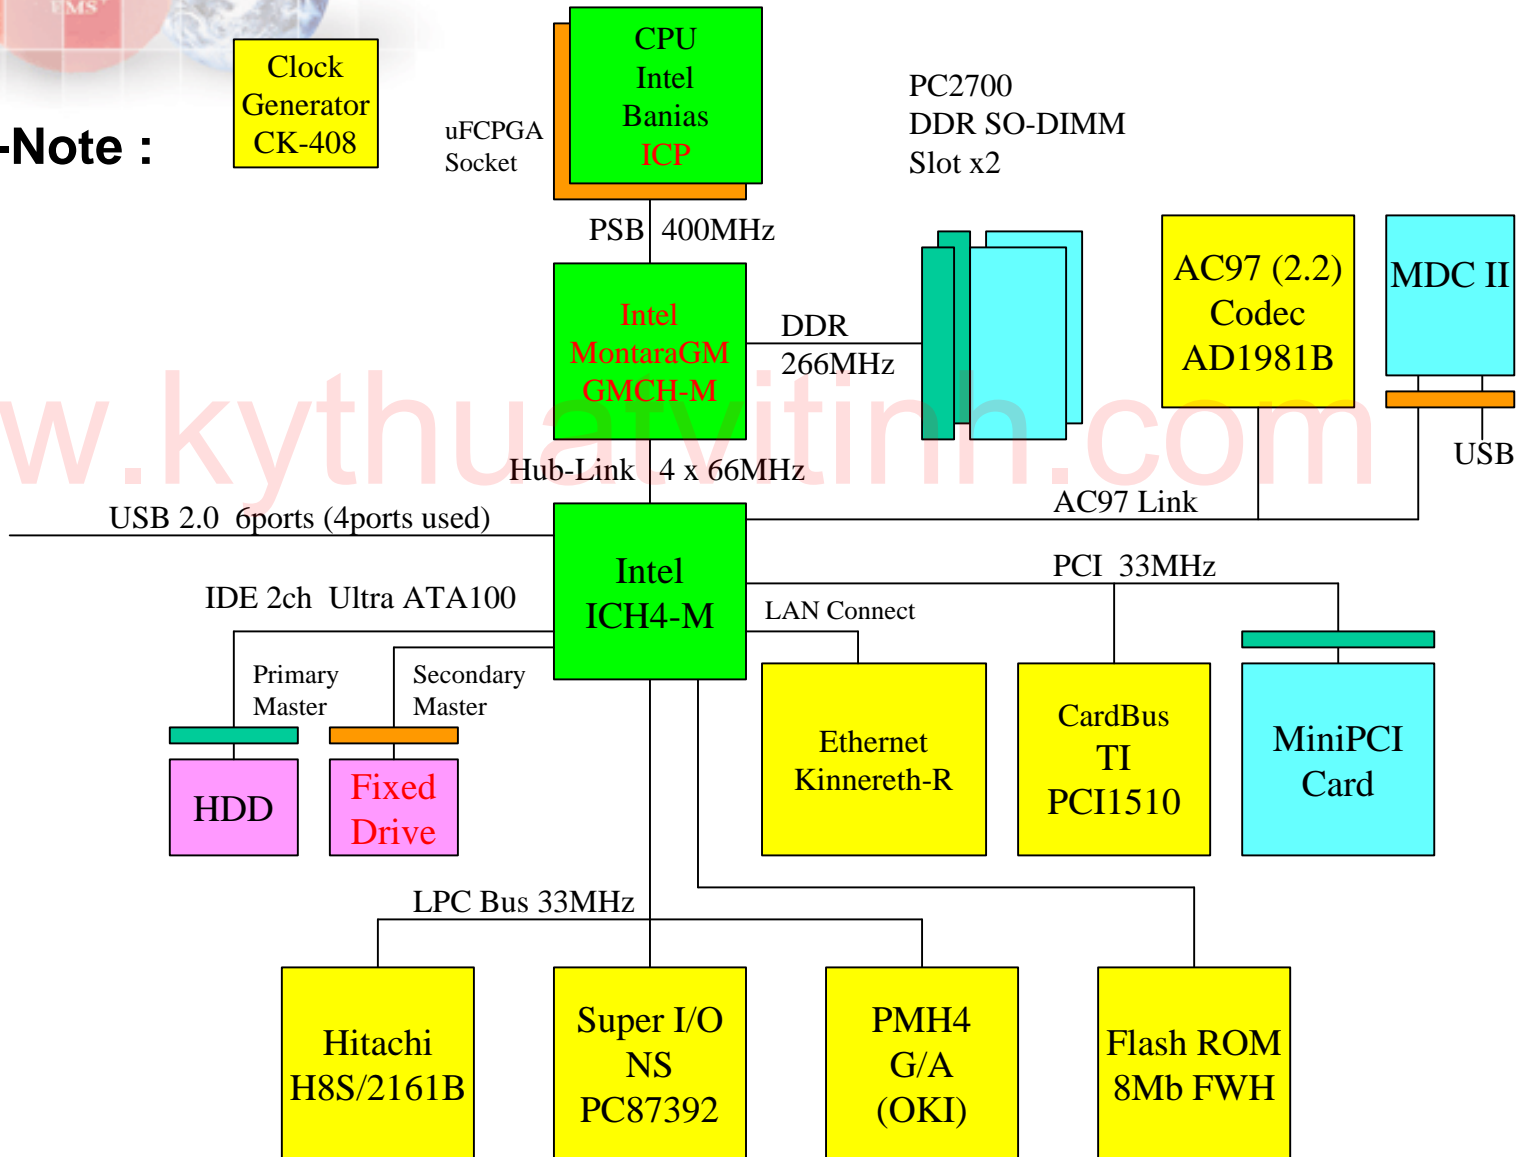 EMS
-Note :
Clock
Generator
CK-408
uFCPGA
Socket
CPU
Intel
Banias
ICP
PC2700
DDR SO-DIMM
Slot x2
PSB 400MHz
Intel
MontaraGM
GMCH-M
DDR
266MHz
AC97 (2.2)
Codec
AD1981B
MDC II
USB
w.kythuatvitinh.com
Hub-Link 4 x 66MHz
AC97 Link
USB 2.0 6ports (4ports used)
Intel
ICH4-M
PCI 33MHz
IDE 2ch Ultra ATA100
LAN Connect
Primary
Master
Secondary
Master
HDD
Fixed
Drive
Ethernet
Kinnereth-R
CardBus
TI
PCI1510
MiniPCI
Card
LPC Bus 33MHz
Hitachi
H8S/2161B
Super I/O
NS
PC87392
PMH4
G/A
(OKI)
Flash ROM
8Mb FWH